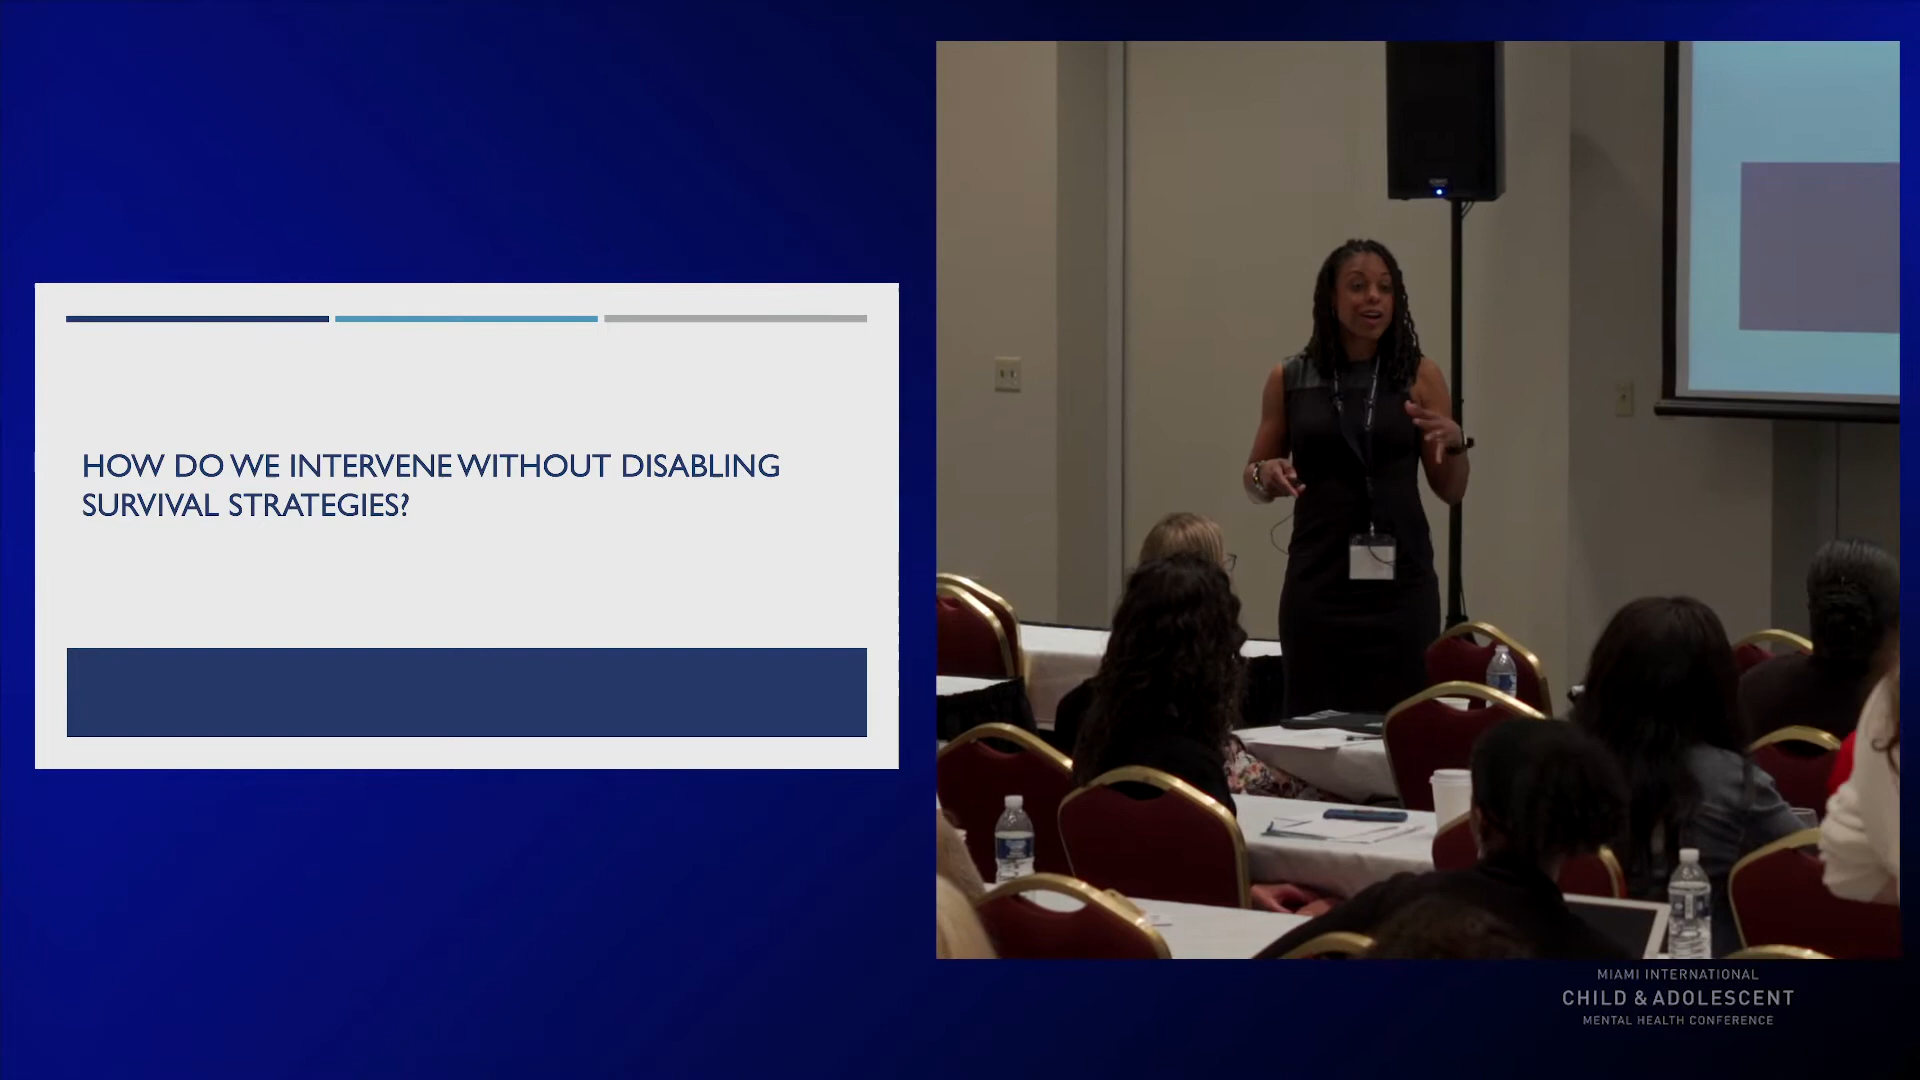 HOW DO WE INTERVENE WITHOUT DISABLING
SURVIVAL STRATEGIES?
MIAMI INTERNATIONAL
CHILD & ADOLESCENT
MENTAL HEALTH CONFERENCE